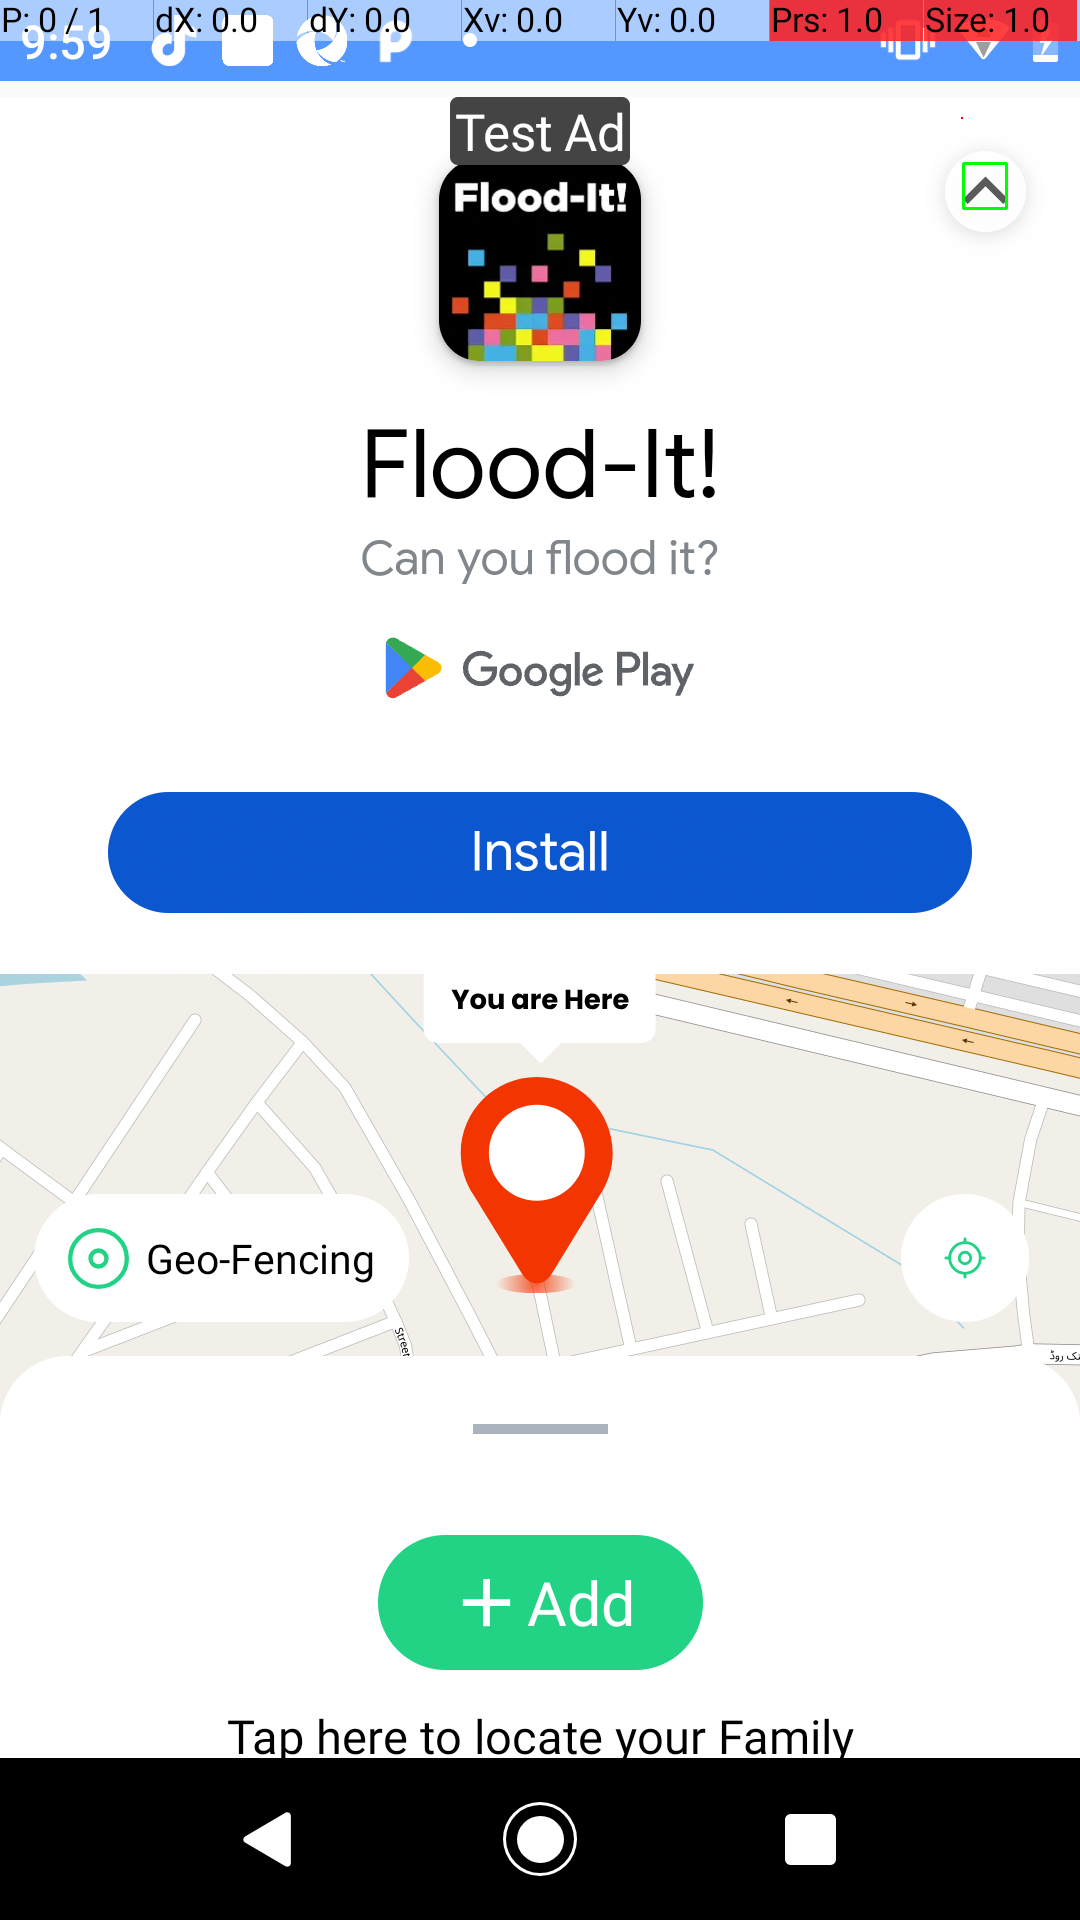 P: 0 / 1 dX: 0.0 dY: 0.0 Xv: 0.0 Yv: 0.0 Prs: 1.0 Size: 1.0
9:59
Test Ad
Flood-It!
Flood-It!
Can you flood it?
Google Play
Install
You are Here
Geo-Fencing
Street
نک روڈ
+ Add
Tap here to locate your Family